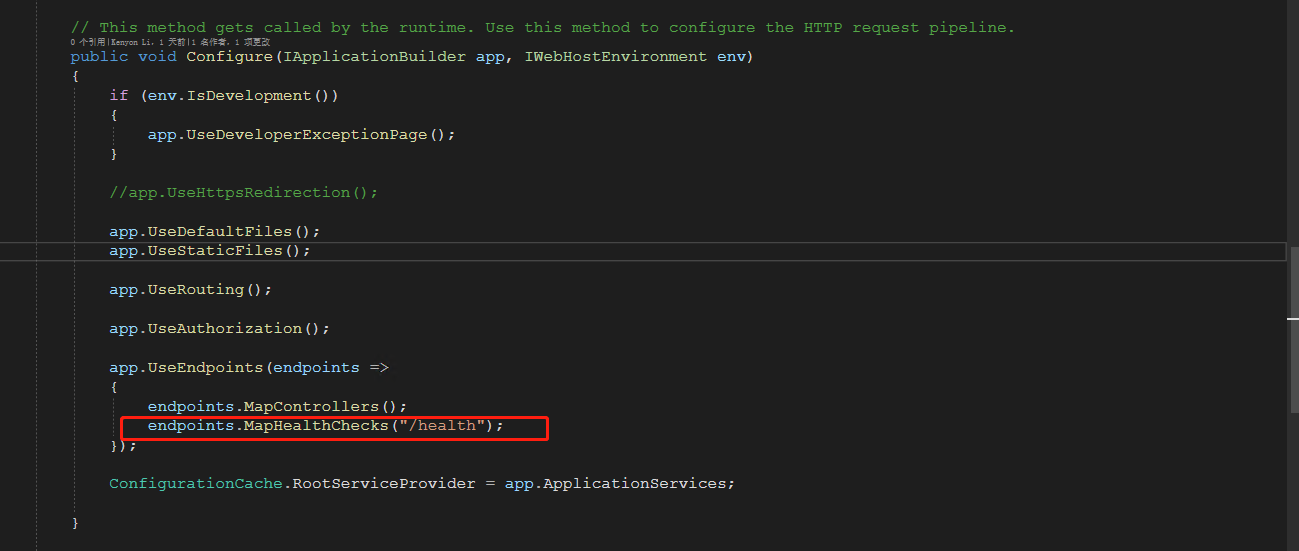 // This method gets called by the runtime. Use this method to configure the HTTP request pipeline.
0 个引用|Kenyon Li, 1 天前|1 名作者, 1 项更改
public void Configure(IApplicationBuilder app, IWebHostEnvironment env)
{
if (env.IsDevelopment())
{
app.UseDeveloperExceptionPage();
}
//app.UseHttpsRedirection();
app.UseDefaultFiles();
app.UseStaticFiles();
app.UseRouting();
app.UseAuthorization();
app.UseEndpoints(endpoints =>
{
endpoints.MapControllers();
endpoints.MapHealthChecks("/health");
});
ConfigurationCache.RootServiceProvider = app.ApplicationServices;
}